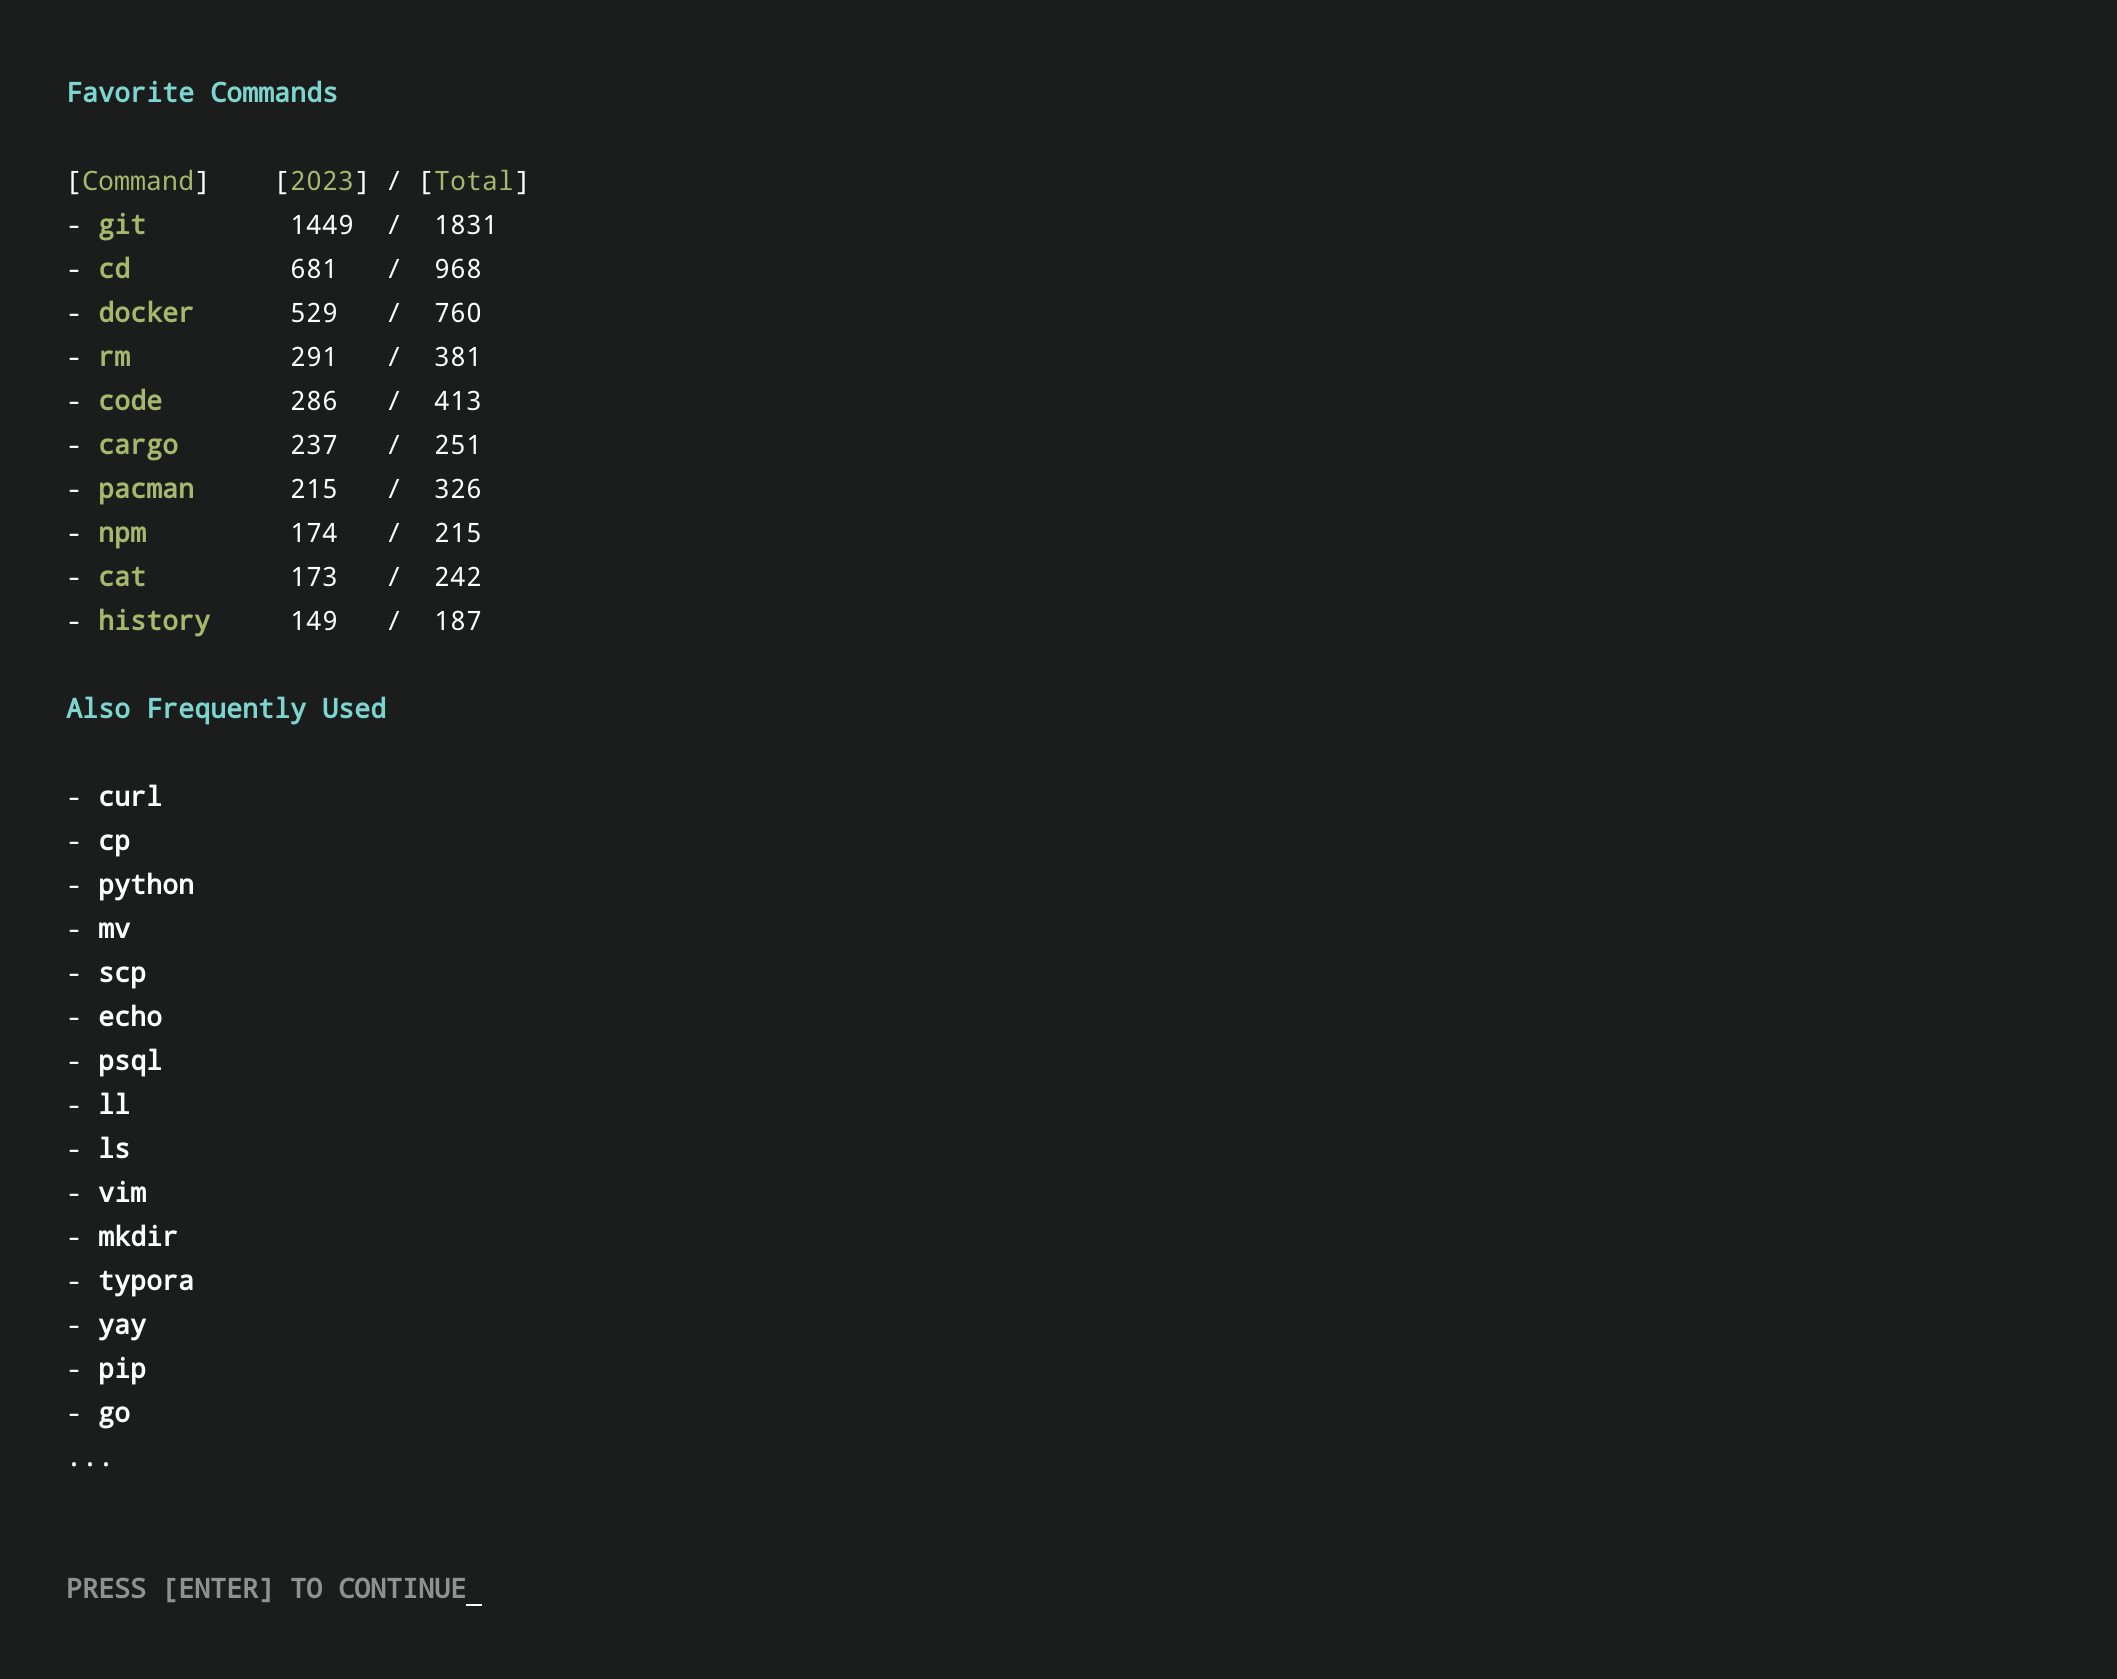 Favorite Commands
[Command]    [2023] / [Total]
- git         1449  /  1831
- cd          681   /  968
- docker      529   /  760
- rm          291   /  381
- code        286   /  413
- cargo       237   /  251
- pacman      215   /  326
- npm         174   /  215
- cat         173   /  242
- history     149   /  187
Also Frequently Used
- curl
- cp
- python
- mv
- scp
- echo
- psql
- ll
- ls
- vim
- mkdir
- typora
- yay
- pip
- go
...
PRESS [ENTER] TO CONTINUE_